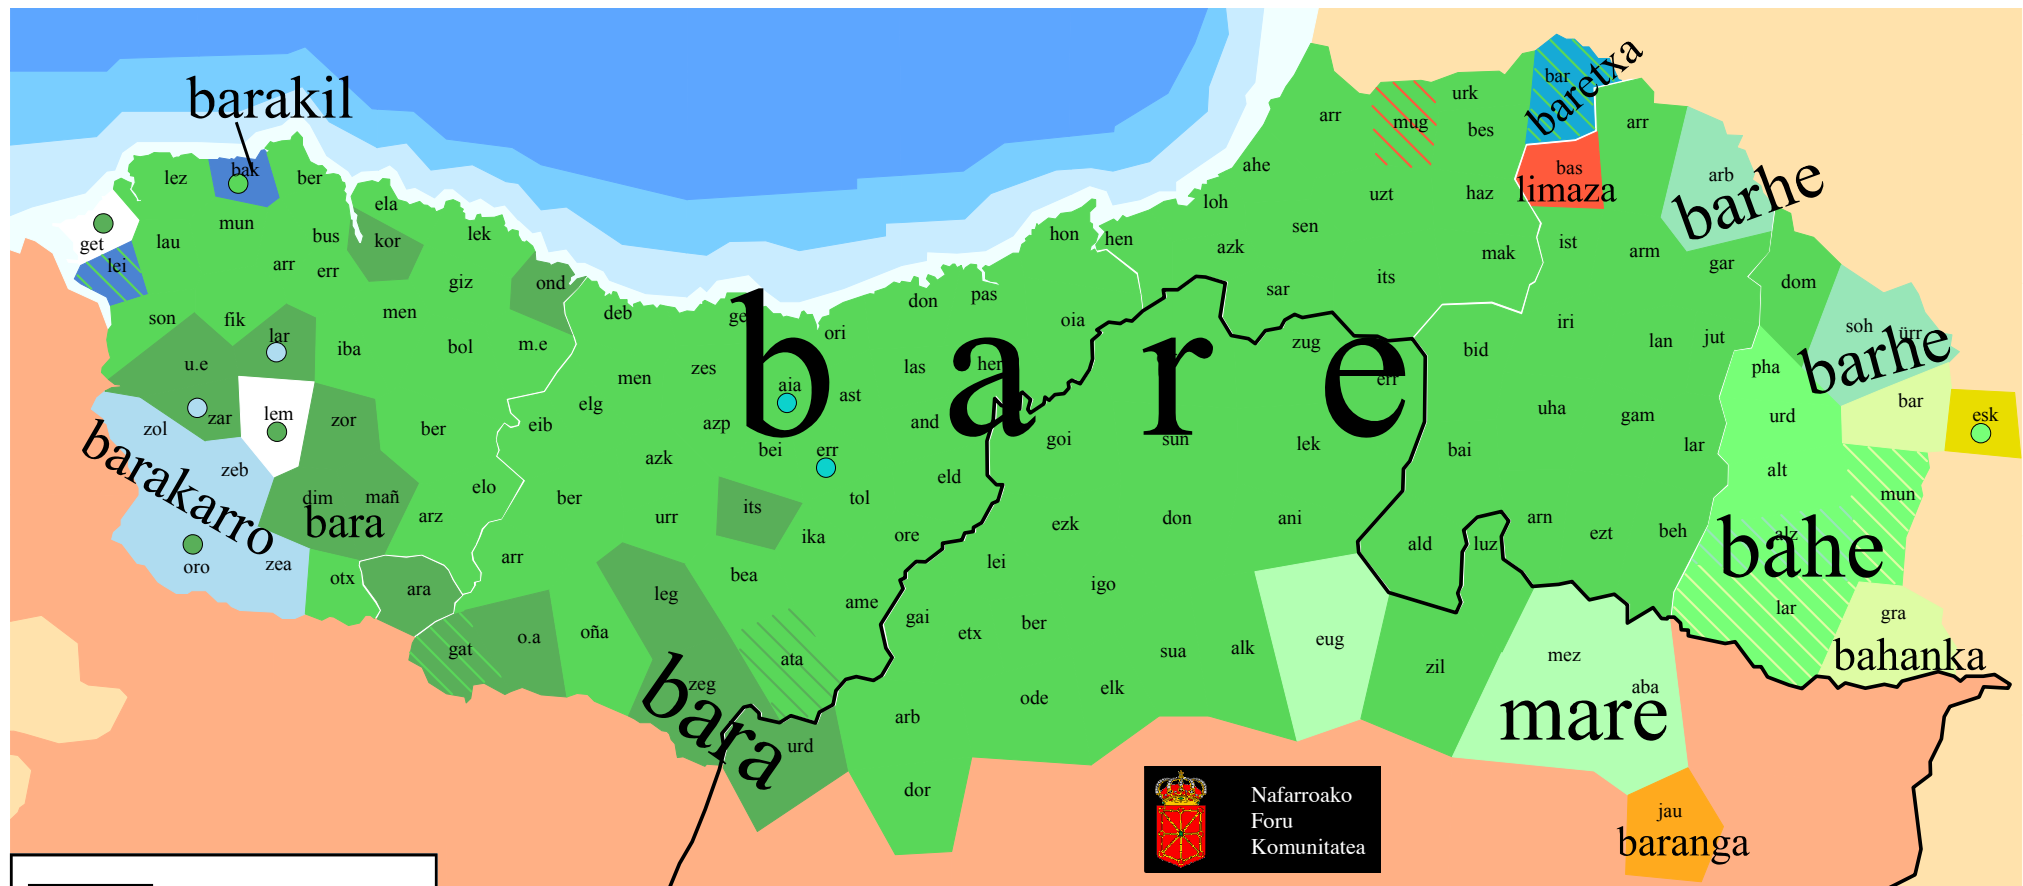 barakil
baretxa
limaza
barhe
barhe
bare
barakarro
bara
bara
bahe
bahanka
mare
baranga
lez
bak
ber
get
lei
lau
mun
bus
ela
kor
lek
arr
err
giz
ond
son
fik
lar
men
iba
bol
m.e
u.e
zar
lem
zor
zol
zeb
dim
mañ
ber
elo
arz
oro
zea
otx
ara
gat
o.a
oña
arr
deb
men
elg
eib
azk
ber
urr
zes
azp
aia
bei
err
ori
ast
las
and
her
don
pas
hon
hen
oia
eld
tol
its
ika
ore
bea
leg
ame
zeg
ata
urd
arb
dor
gai
etx
lei
ezk
goi
sun
don
igo
ber
ode
elk
sua
alk
ani
lek
zug
err
eug
zil
mez
aba
jau
arr
mug
urk
bes
bar
arr
ahe
loh
azk
sen
uzt
haz
bas
arb
sar
its
mak
ist
arm
gar
dom
iri
bid
lan
jut
soh
ürr
pha
uha
gam
lar
bai
urd
bar
esk
alt
mun
arn
ezt
beh
ald
luz
alz
lar
gra
Nafarroako
Foru
Komunitatea